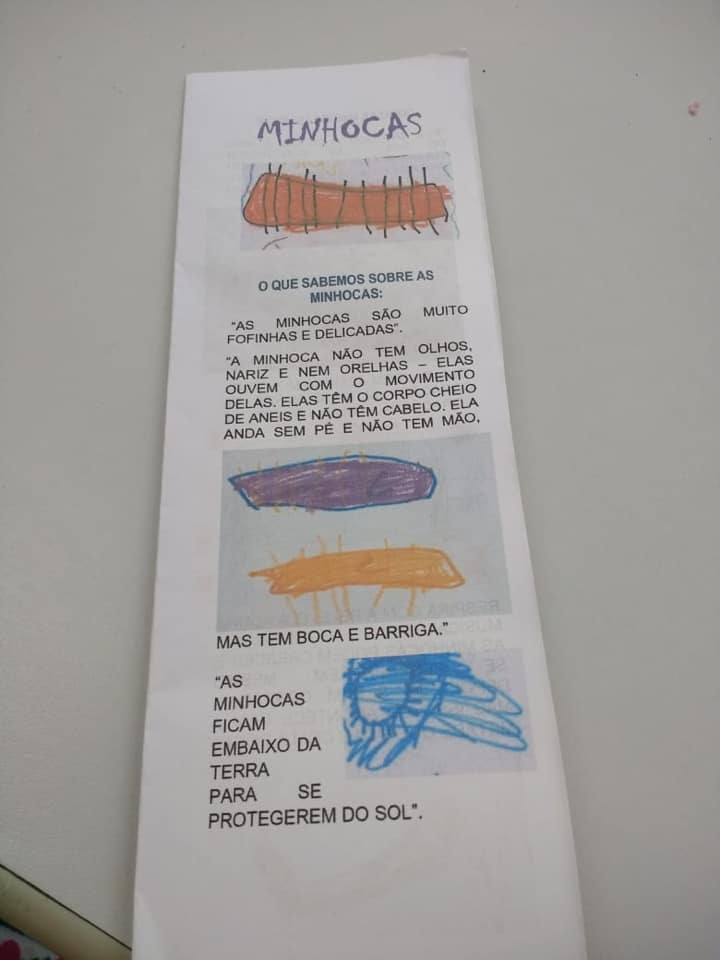 MINHOCAS
O QUE SABEMOS SOBRE AS
MINHOCAS:
"AS MINHOCAS SÃO MUITO
FOFINHAS E DELICADAS".
"A MINHOCA NÃO TEM OLHOS,
NARIZ E NEM ORELHAS – ELAS
OUVEM COM O MOVIMENTO
DELAS. ELAS TÊM O CORPO CHEIO
DE ANEIS E NÃO TÊM CABELO. ELA
ANDA SEM PÉ E NÃO TEM MÃO,
MAS TEM BOCA E BARRIGA."
"AS
MINHOCAS
FICAM
EMBAIXO DA
TERRA
PARA SE
PROTEGEREM DO SOL".